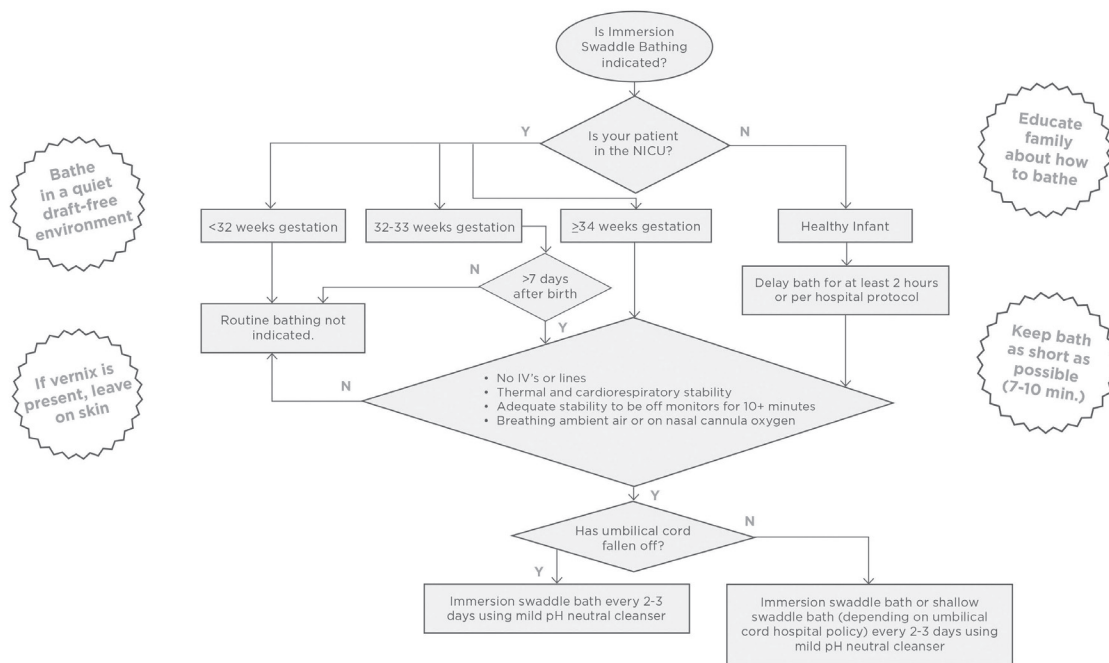 Is Immersion
Swaddle Bathing
indicated?
Y
Is your patient
in the NICU?
N
Bathe
in a quiet
draft-free
environment
Educate
family
about how
to bathe
<32 weeks gestation
32-33 weeks gestation
≥34 weeks gestation
Healthy Infant
N
>7 days
after birth
Y
Delay bath for at least 2 hours
or per hospital protocol
Routine bathing not
indicated.
If vernix is
present, leave
on skin
Keep bath
as short as
possible
(7-10 min.)
N
• No IV's or lines
• Thermal and cardiorespiratory stability
• Adequate stability to be off monitors for 10+ minutes
• Breathing ambient air or on nasal cannula oxygen
Y
Has umbilical cord
fallen off?
N
Y
Immersion swaddle bath every 2-3
days using mild pH neutral cleanser
Immersion swaddle bath or shallow
swaddle bath (depending on umbilical
cord hospital policy) every 2-3 days using
mild pH neutral cleanser